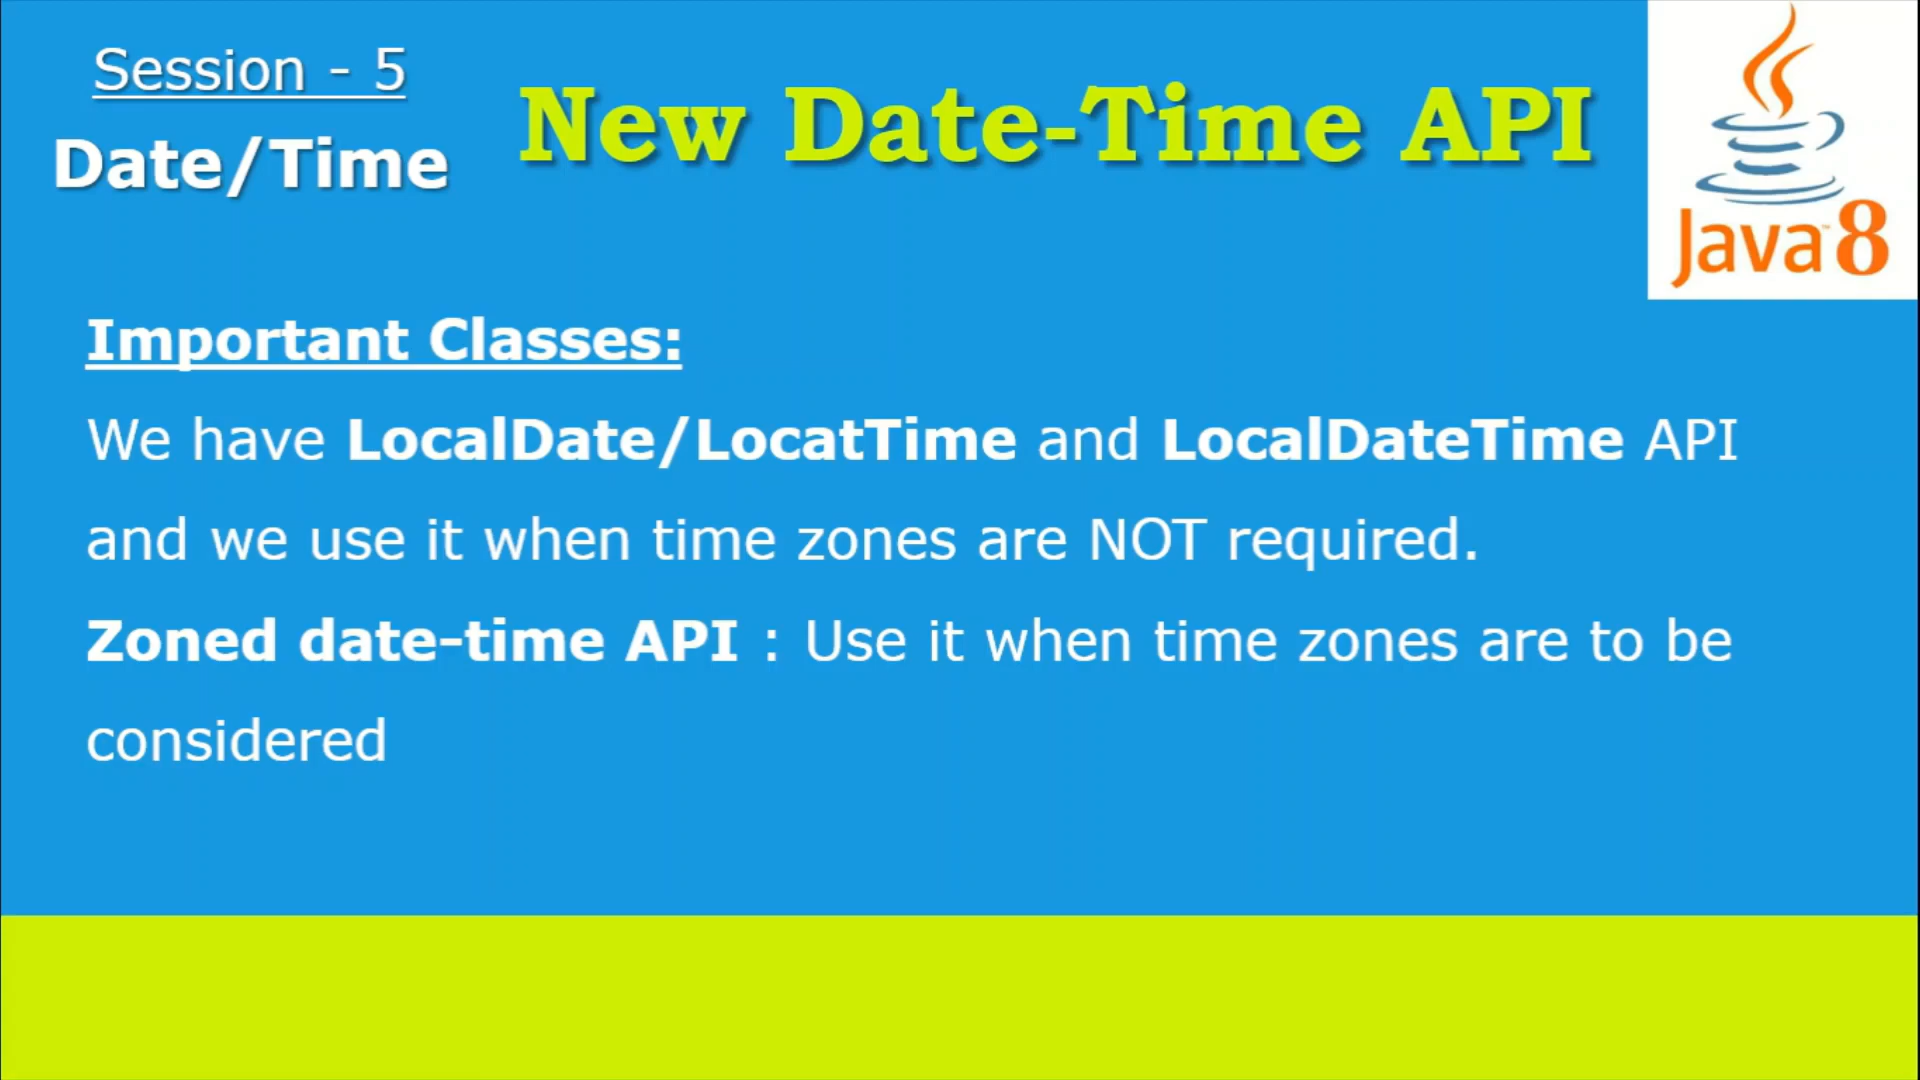 Session - 5
Date/Time
New Date-Time API
Java™8
Important Classes:
We have LocalDate/LocatTime and LocalDateTime API
and we use it when time zones are NOT required.
Zoned date-time API : Use it when time zones are to be
considered